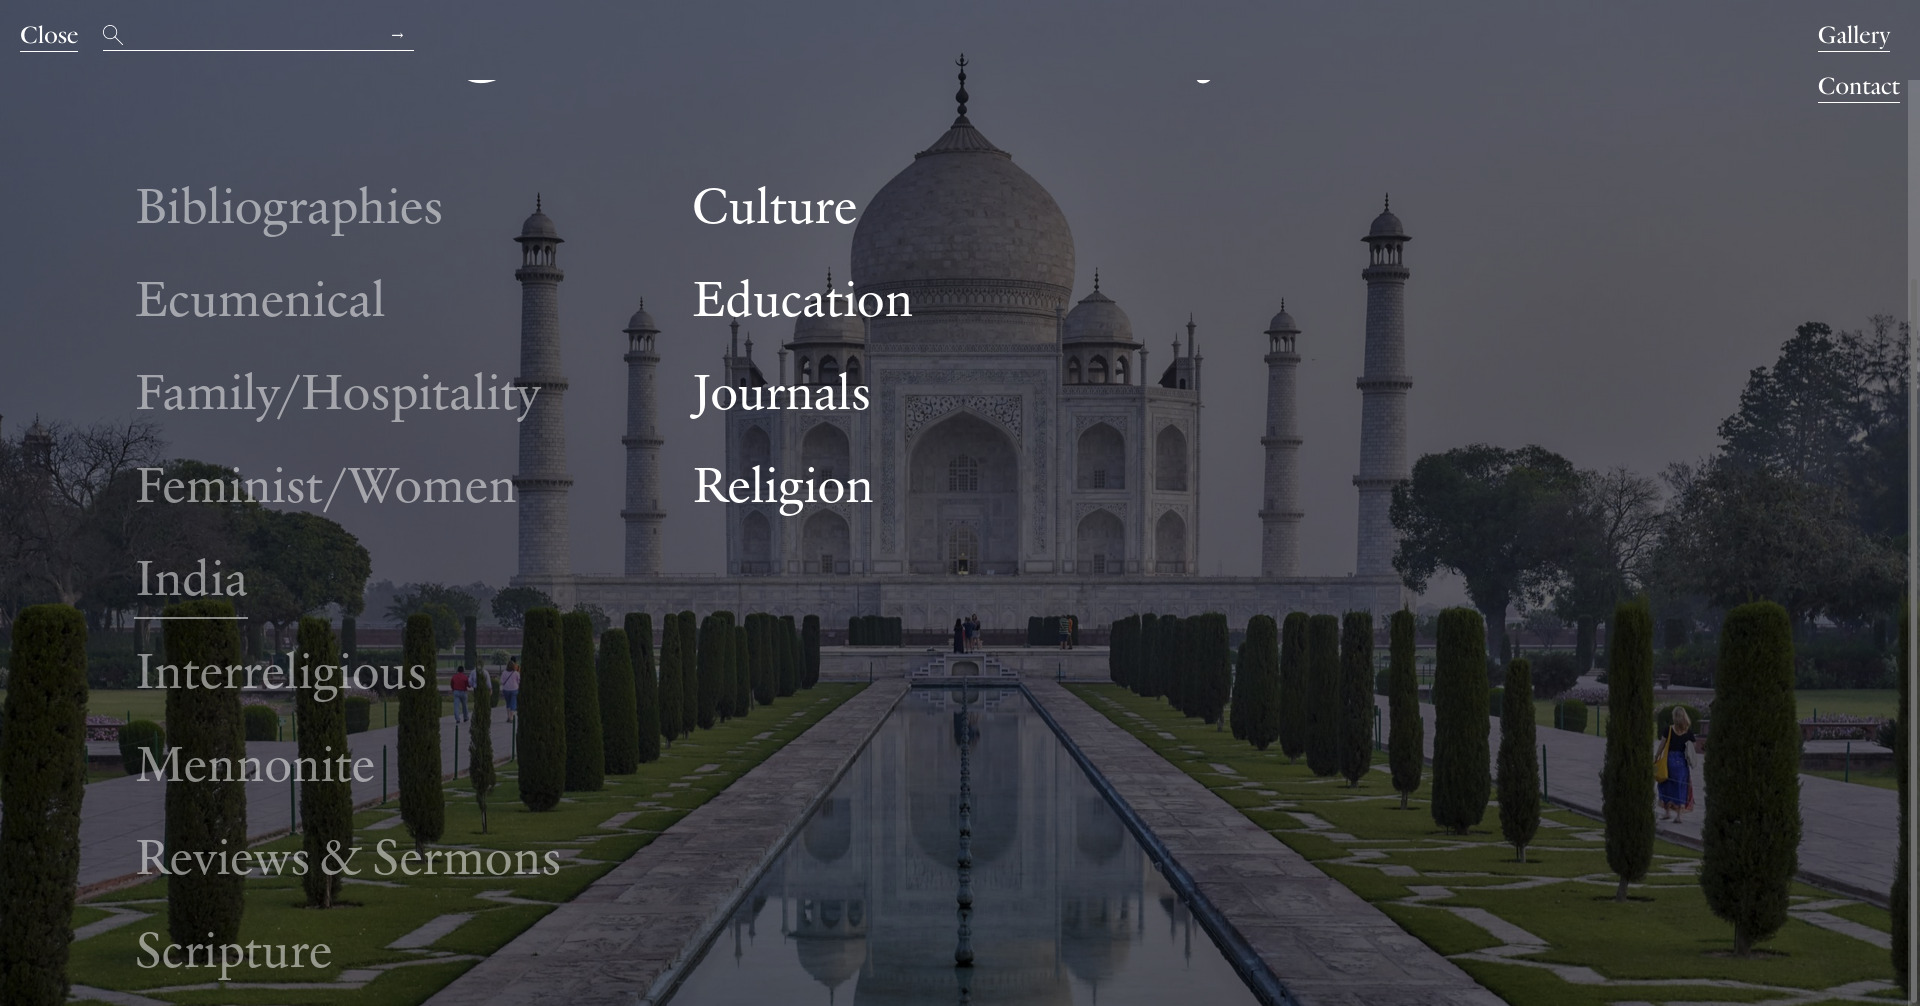 Close
→
Gallery
Contact
Bibliographies
Ecumenical
Family/Hospitality
Feminist/Women
India
Interreligious
Mennonite
Reviews & Sermons
Scripture
Culture
Education
Journals
Religion